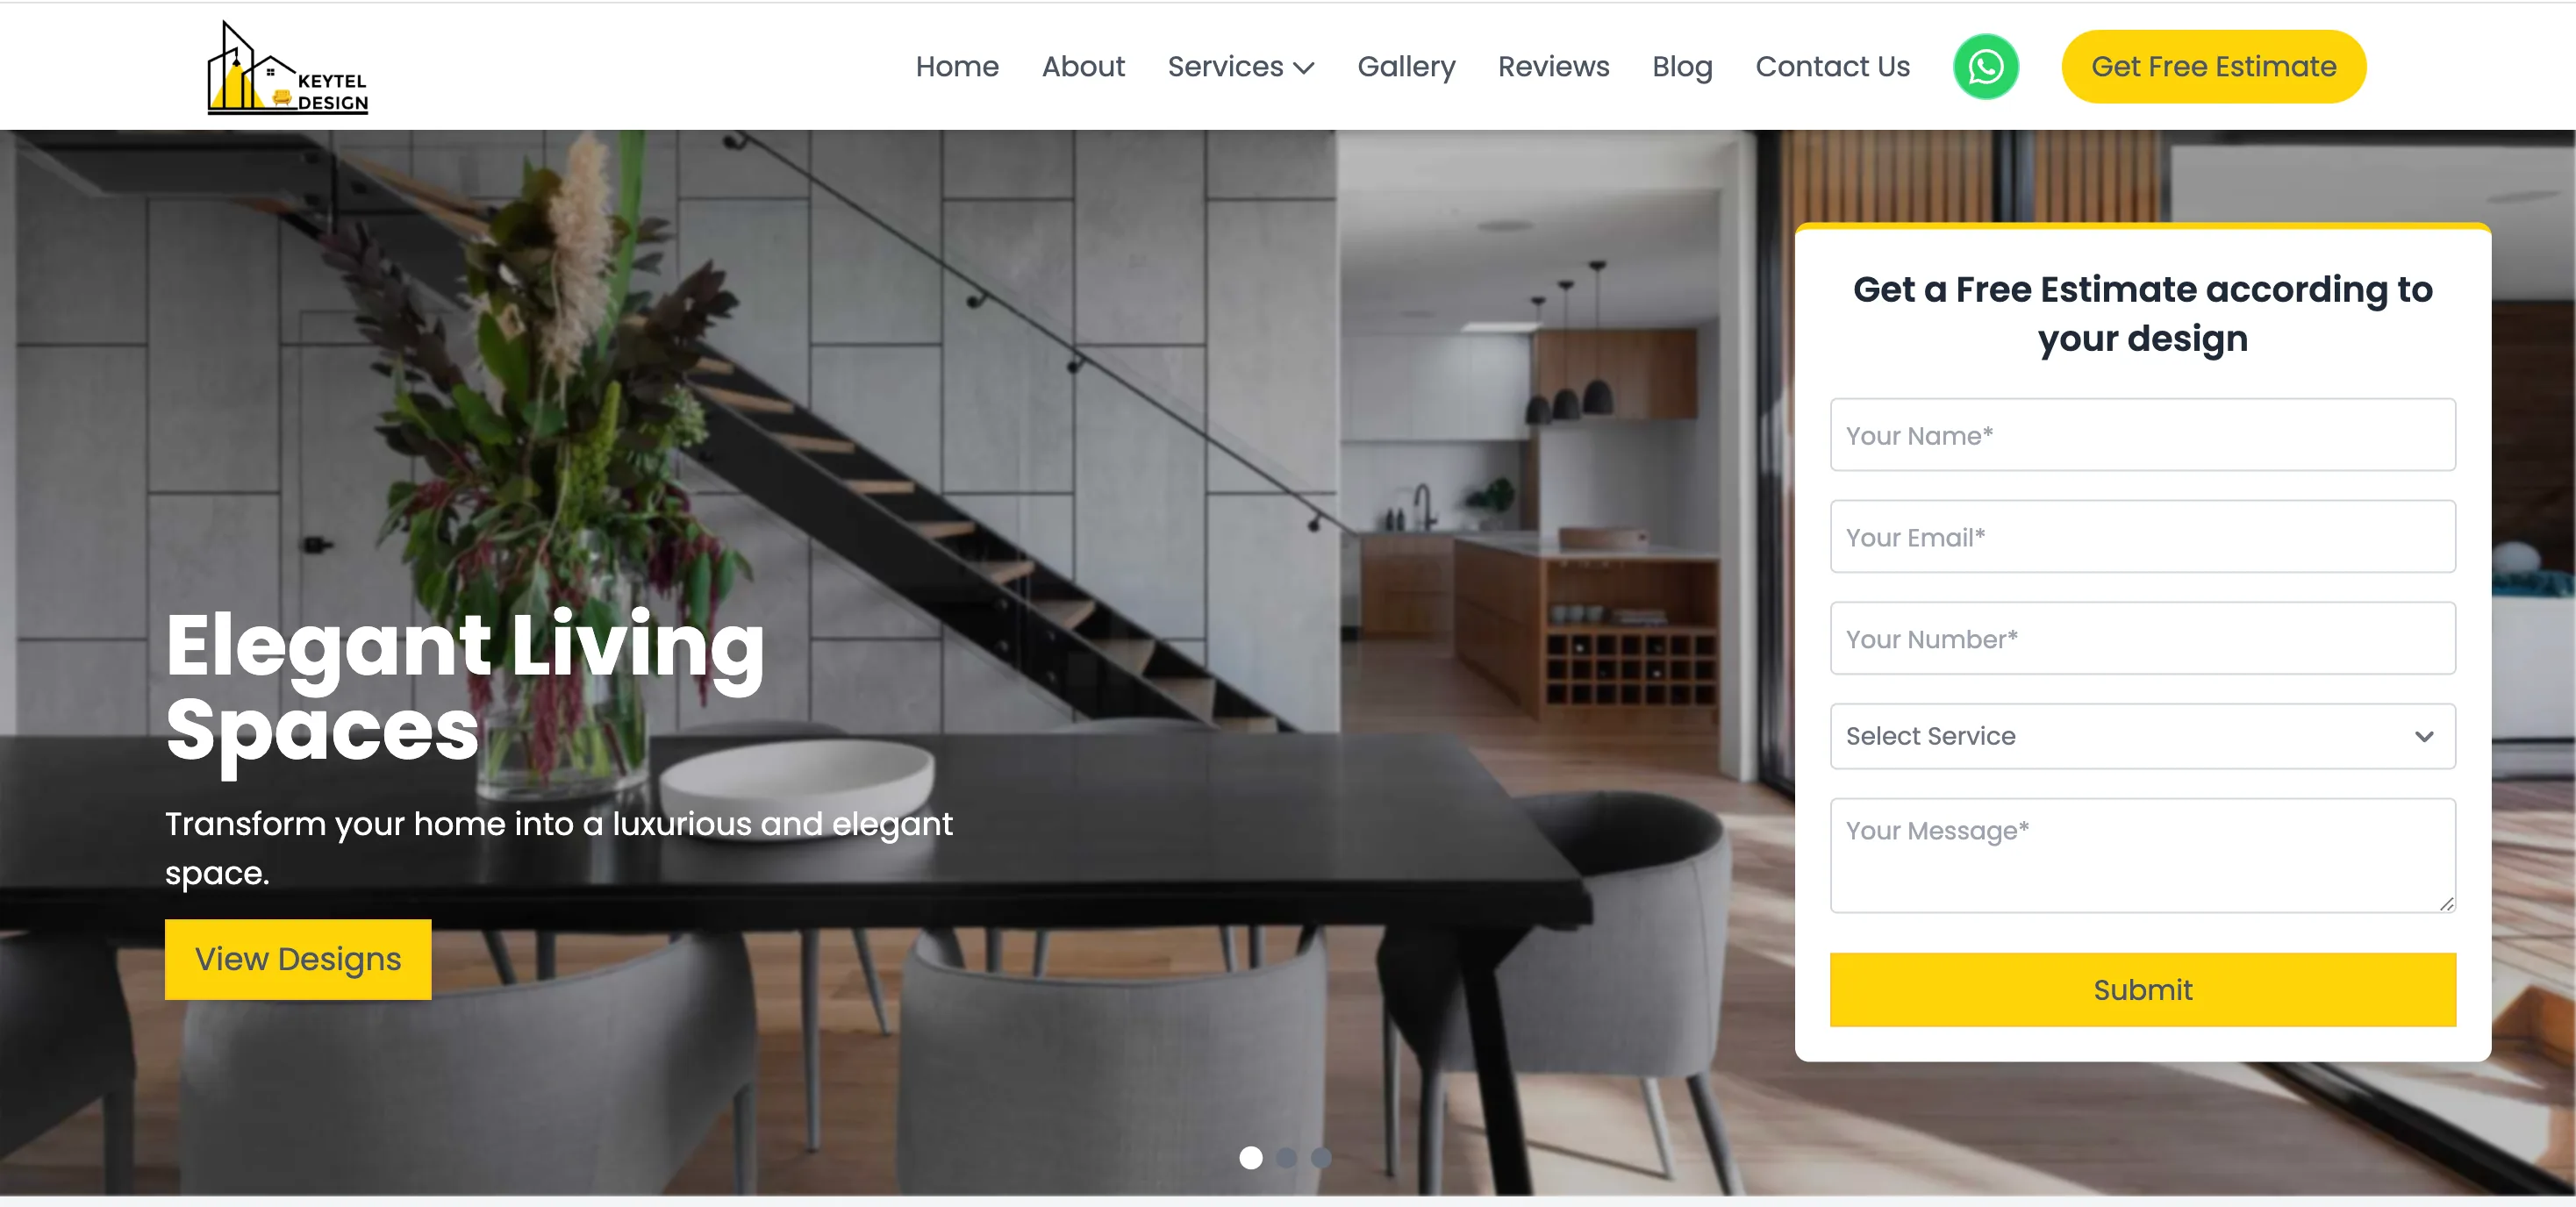 KEYTEL
DESIGN
Home About Services Gallery Reviews Blog Contact Us Get Free Estimate
Get a Free Estimate according to
your design
Your Name*
Your Email*
Your Number*
Select Service
Your Message*
Submit
Elegant Living
Spaces
Transform your home into a luxurious and elegant
space.
View Designs